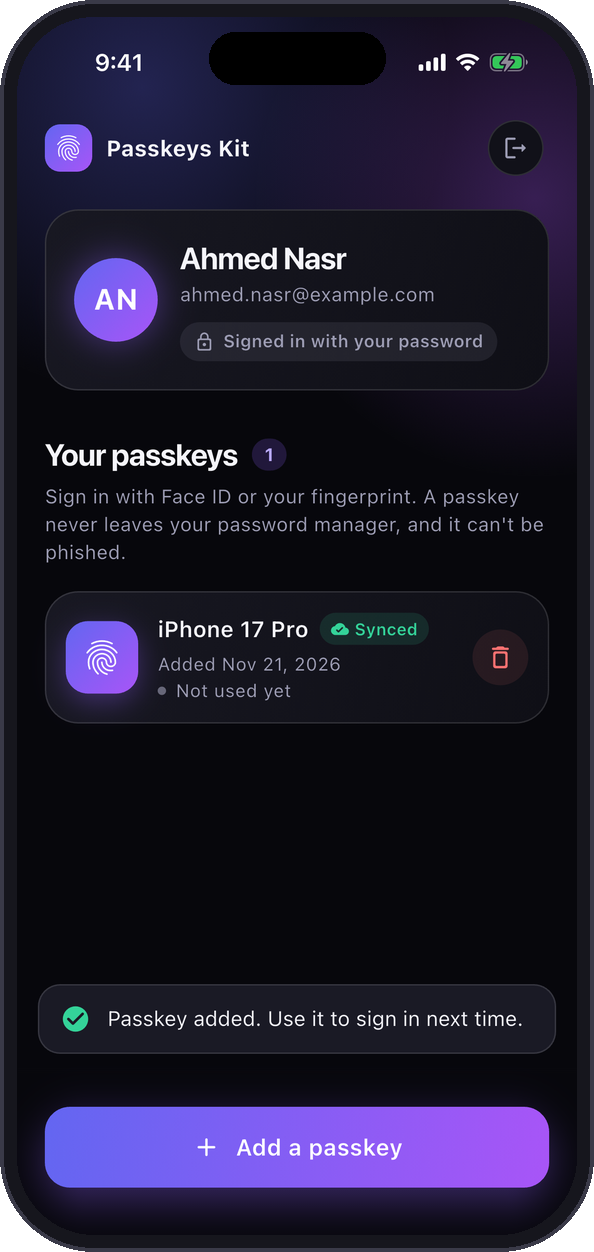 9:41
Passkeys Kit
AN
Ahmed Nasr
ahmed.nasr@example.com
Signed in with your password
Your passkeys 1
Sign in with Face ID or your fingerprint. A passkey
never leaves your password manager, and it can't be
phished.
iPhone 17 Pro Synced
Added Nov 21, 2026
Not used yet
Passkey added. Use it to sign in next time.
+ Add a passkey